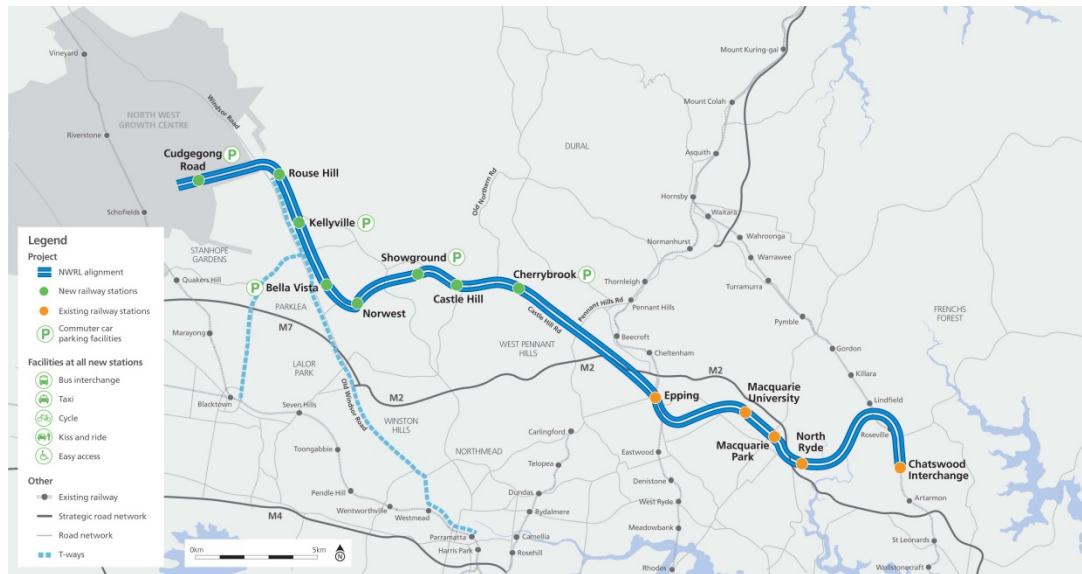 Vineyard
Mount Kuring-gai
Windsor Road
Mount Colah
NORTH WEST
GROWTH CENTRE
Riverstone
DURAL
Asquith
Cudgegong
Road
P
Rouse Hill
Old Northern Rd
Hornsby
Waitara
Schofields
Kellyville
P
Normanhurst
Wahroonga
Warrawee
STANHOPE
GARDENS
Showground
P
Cherrybrook
P
Thornleigh
Turramurra
Quakers Hill
P
Bella Vista
PARKLEA
Castle Hill
Norwest
Pennant Hills Rd
Pennant Hills
Castle Hill Rd
Pymble
FRENCHS
FOREST
M7
Marayong
Beecroft
WEST PENNANT
HILLS
Cheltenham
Gordon
LALOR
PARK
M2
M2
Killara
Old Windsor Road
Macquarie
University
Epping
Blacktown
M2
Seven Hills
Lindfield
WINSTON
HILLS
Carlingford
Macquarie
Park
North
Ryde
Roseville
Toongabbie
NORTHMEAD
Eastwood
Chatswood
Interchange
Telopea
Denistone
Pendle Hill
Dundas
West Ryde
Artarmon
Wentworthville
Westmead
Rydalmere
M4
Meadowbank
Parramatta
Camellia
St Leonards
Harris Park
Rosehill
Rhodes
Wollstonecraft
Legend
Project
NWRL alignment
New railway stations
Existing railway stations
P
Commuter car
parking facilities
Facilities at all new stations
Bus interchange
Taxi
Cycle
Kiss and ride
Easy access
Other
Existing railway
Strategic road network
Road network
T-ways
0km
5km
N